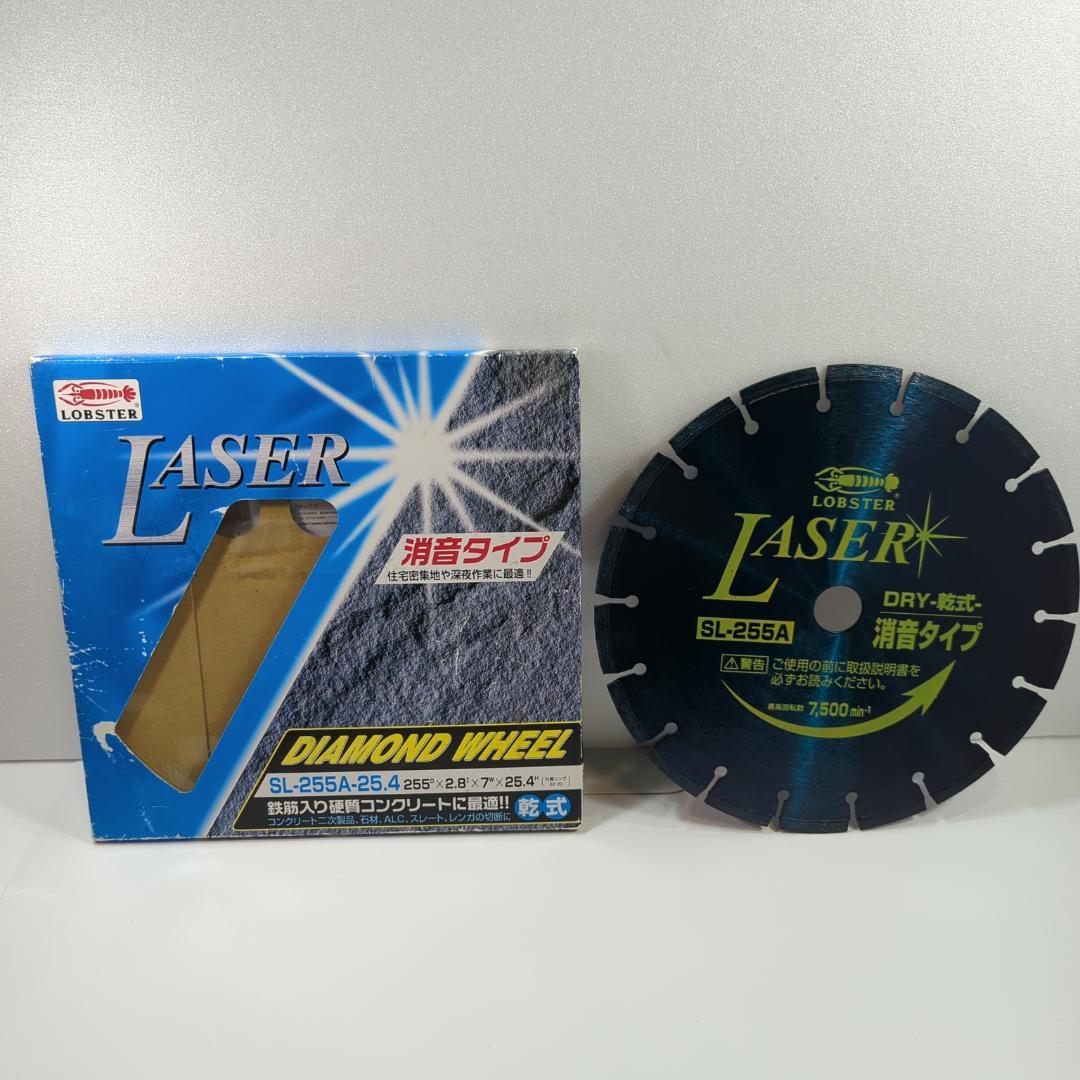 LOBSTER
LASER
消音タイプ
住宅密集地や深夜作業に最適!!
DIAMOND WHEEL
SL-255A-25.4 255D×2.8T×7W×25.4H
鉄筋入り硬質コンクリートに最適!! 乾式
コンクリート二次製品、石材、ALC、スレート、レンガの切断に
LOBSTER
LASER
DRY-乾式-
SL-255A
消音タイプ
警告 ご使用の前に取扱説明書を
必ずお読みください。
最高回転数 7,500 min-1